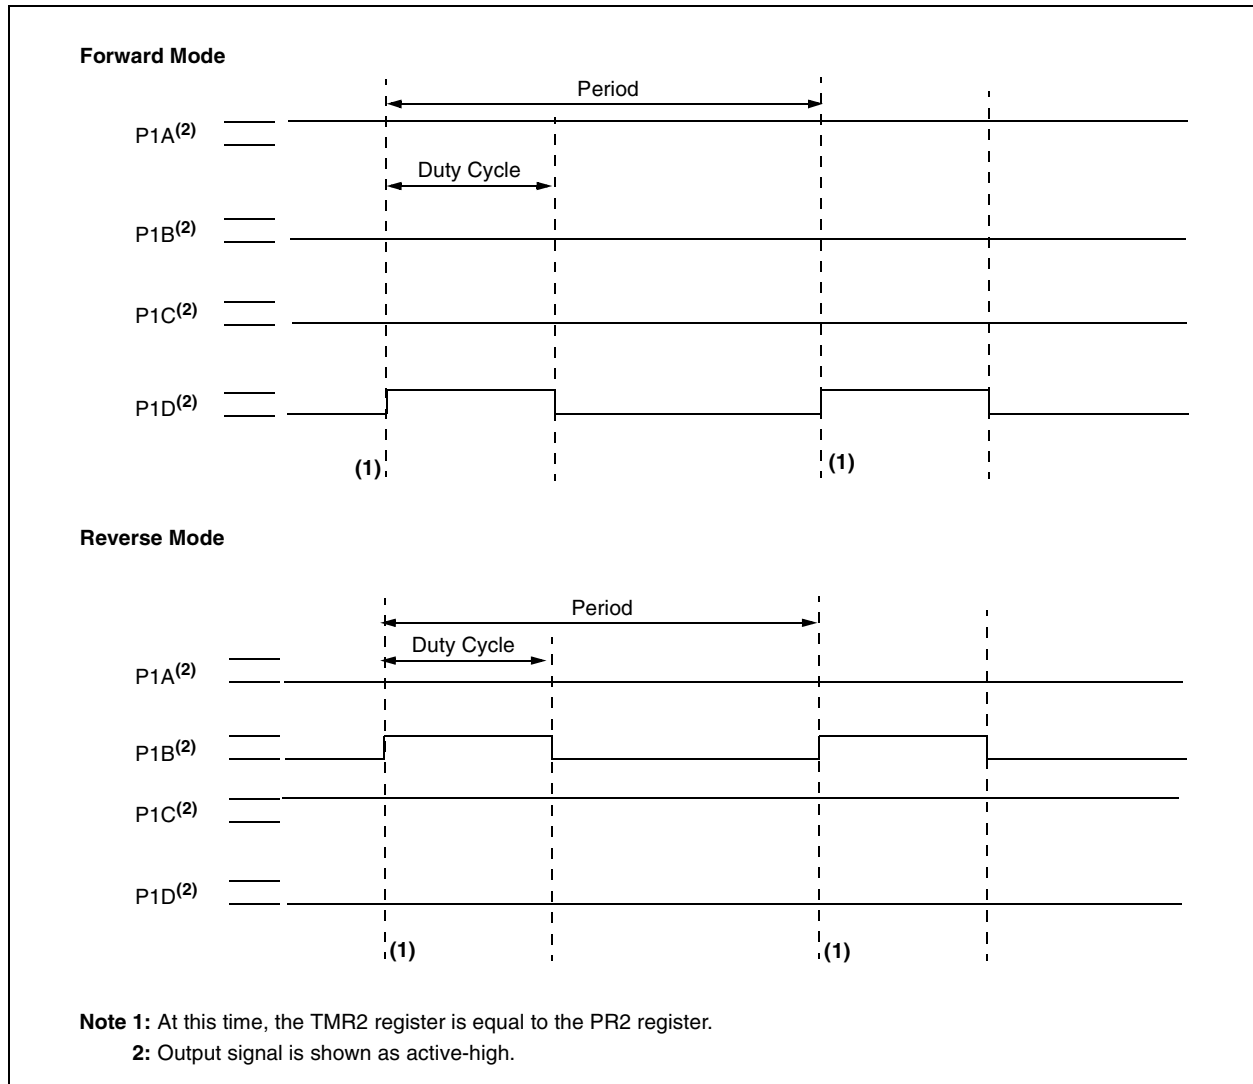 Forward Mode
Period
P1A(2)
Duty Cycle
P1B(2)
P1C(2)
P1D(2)
(1)
(1)
Reverse Mode
Period
Duty Cycle
P1A(2)
P1B(2)
P1C(2)
P1D(2)
(1)
(1)
Note 1: At this time, the TMR2 register is equal to the PR2 register.
2: Output signal is shown as active-high.